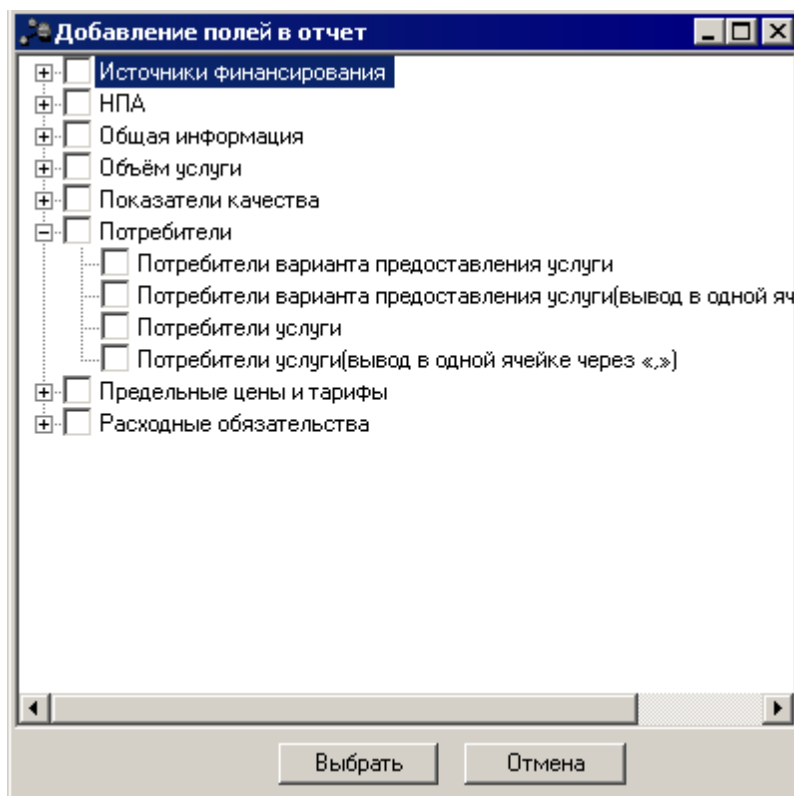 Добавление полей в отчет
Источники финансирования
НПА
Общая информация
Объём услуги
Показатели качества
Потребители
Потребители варианта предоставления услуги
Потребители варианта предоставления услуги(вывод в одной яч
Потребители услуги
Потребители услуги(вывод в одной ячейке через «,»)
Предельные цены и тарифы
Расходные обязательства
Выбрать Отмена